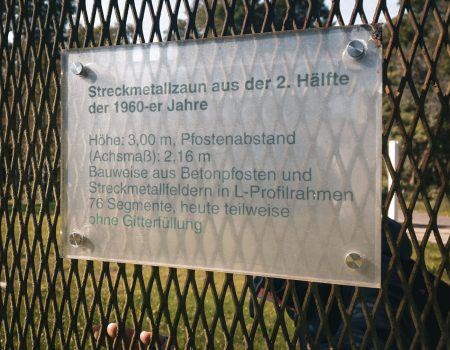 Streckmetallzaun aus der 2. Hälfte
der 1960-er Jahre
Höhe: 3,00 m, Pfostenabstand
(Achsmaß): 2,16 m
Bauweise aus Betonpfosten und
Streckmetallfeldern in L-Profilrahmen
76 Segmente, heute teilweise
ohne Gitterfüllung